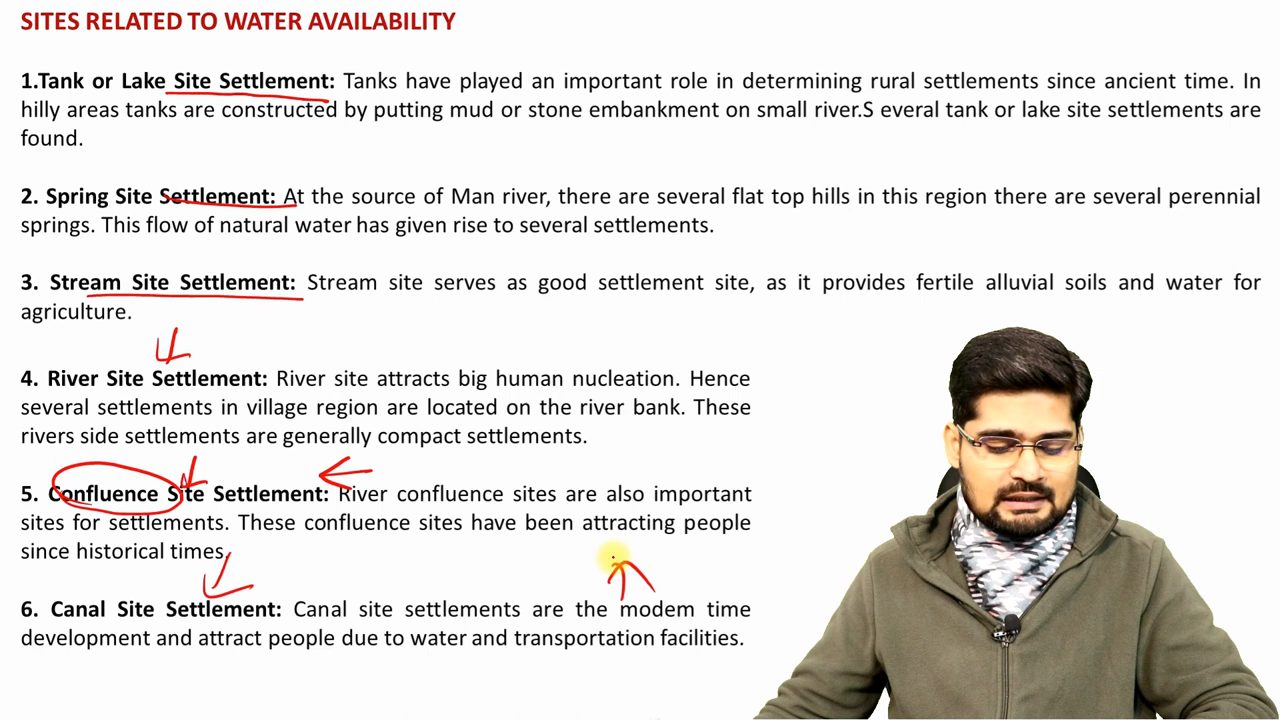 SITES RELATED TO WATER AVAILABILITY
1.Tank or Lake Site Settlement: Tanks have played an important role in determining rural settlements since ancient time. In
hilly areas tanks are constructed by putting mud or stone embankment on small river.S everal tank or lake site settlements are
found.
2. Spring Site Settlement: At the source of Man river, there are several flat top hills in this region there are several perennial
springs. This flow of natural water has given rise to several settlements.
3. Stream Site Settlement: Stream site serves as good settlement site, as it provides fertile alluvial soils and water for
agriculture.
4. River Site Settlement: River site attracts big human nucleation. Hence
several settlements in village region are located on the river bank. These
rivers side settlements are generally compact settlements.
5. Confluence Site Settlement: River confluence sites are also important
sites for settlements. These confluence sites have been attracting people
since historical times.
6. Canal Site Settlement: Canal site settlements are the modem time
development and attract people due to water and transportation facilities.